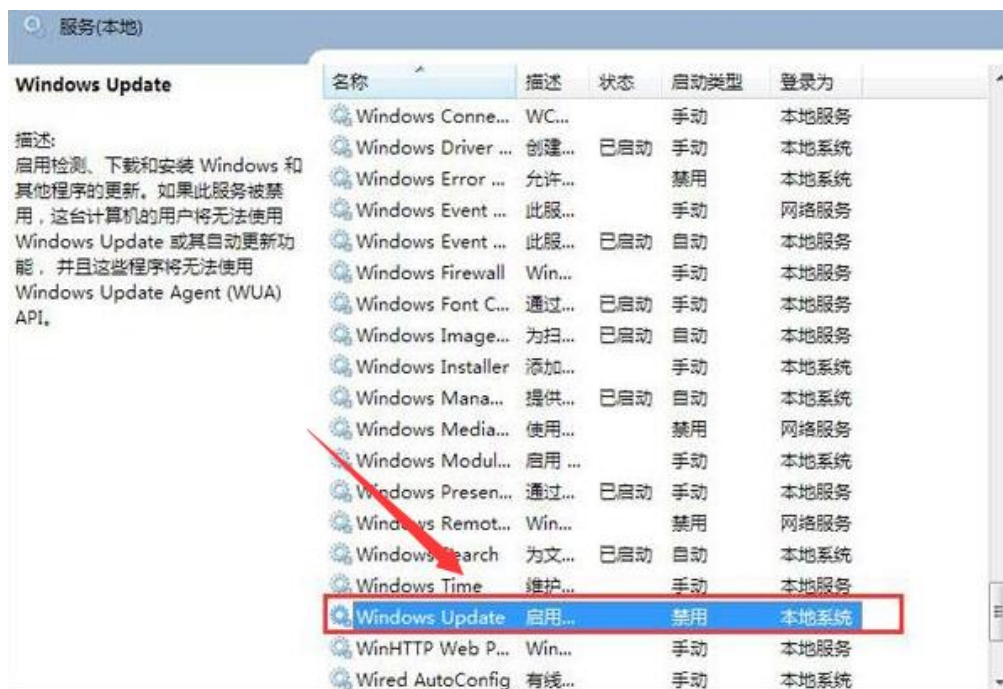 服务(本地)
Windows Update
描述:
启用检测、下载和安装 Windows 和
其他程序的更新。如果此服务被禁
用，这台计算机的用户将无法使用
Windows Update 或其自动更新功
能，并且这些程序将无法使用
Windows Update Agent (WUA)
API。
名称 描述 状态 启动类型 登录为
Windows Conne... WC... 手动 本地服务
Windows Driver ... 创建... 已启动 手动 本地系统
Windows Error ... 允许... 禁用 本地系统
Windows Event ... 此服... 手动 网络服务
Windows Event ... 此服... 已启动 自动 本地服务
Windows Firewall Win... 手动 本地服务
Windows Font C... 通过... 已启动 手动 本地服务
Windows Image... 为扫... 已启动 自动 本地服务
Windows Installer 添加... 手动 本地系统
Windows Mana... 提供... 已启动 自动 本地系统
Windows Media... 使用... 禁用 网络服务
Windows Modul... 启用 ... 手动 本地系统
Windows Presen... 通过... 已启动 手动 本地服务
Windows Remot... Win... 禁用 网络服务
Windows Search 为文... 已启动 自动 本地系统
Windows Time 维护... 手动 本地服务
Windows Update 启用... 禁用 本地系统
WinHTTP Web P... Win... 手动 本地服务
Wired AutoConfig 有线... 手动 本地系统